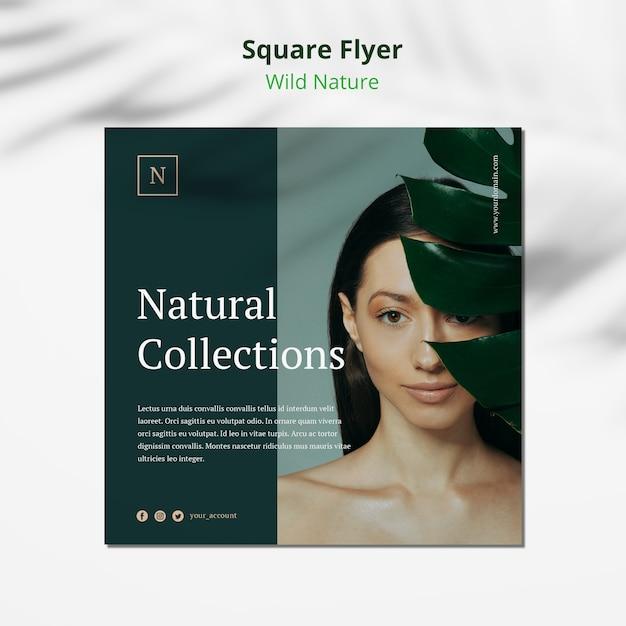 Square Flyer
Wild Nature
N
www.yourdomain.com
Natural
Collections
Lectus urna duis convallis convallis tellus id interdum velit
laoreet. Orci sagittis eu volutpat odio. In ornare quam viverra
orci sagittis eu volutpat. Id leo in vitae turpis. Arcu ac tortor
dignissim convallis. Montes nascetur ridiculus mus mauris vitae
ultricies leo integer.
your_account